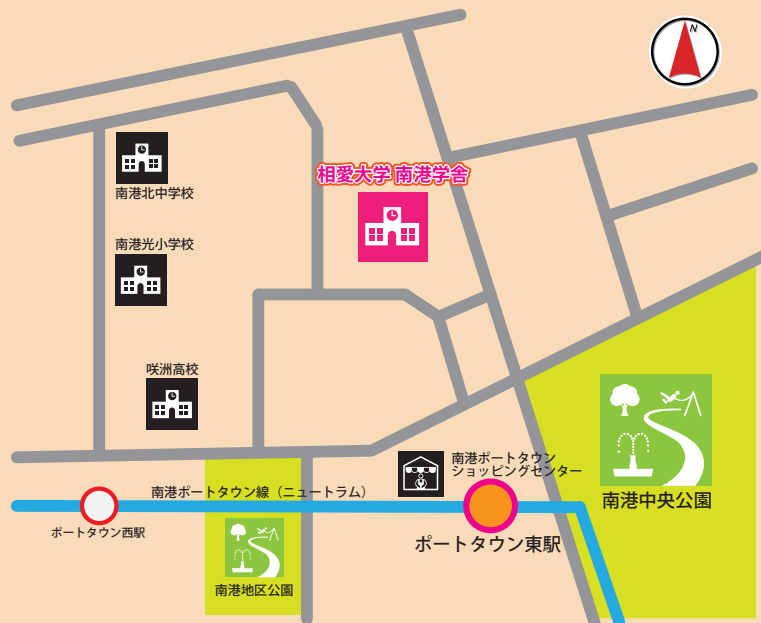 N
相愛大学 南港学舎
南港北中学校
南港光小学校
咲洲高校
南港ポートタウン
ショッピングセンター
南港ポートタウン線（ニュートラム）
南港中央公園
ポートタウン西駅
ポートタウン東駅
南港地区公園